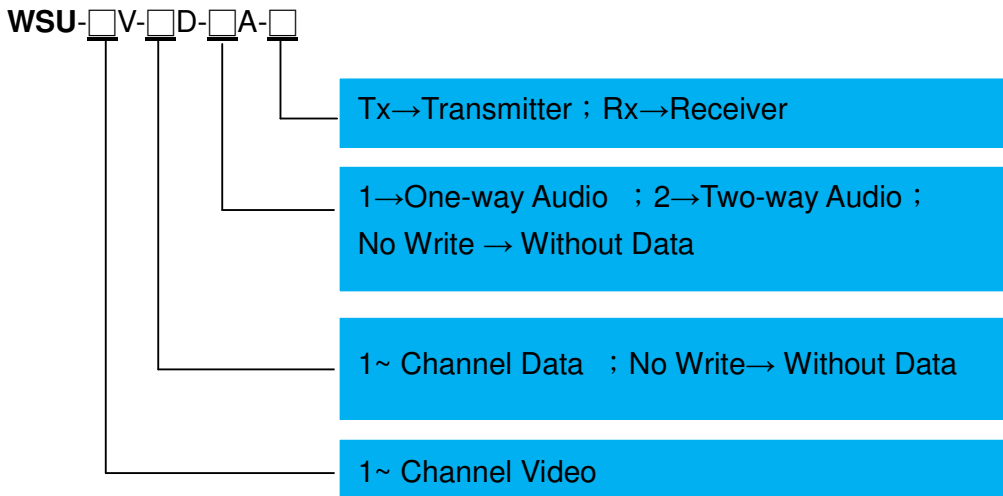 WSU-□V-□D-□A-□
Tx→Transmitter；Rx→Receiver
1→One-way Audio ；2→Two-way Audio；
No Write → Without Data
1~ Channel Data ；No Write→ Without Data
1~ Channel Video